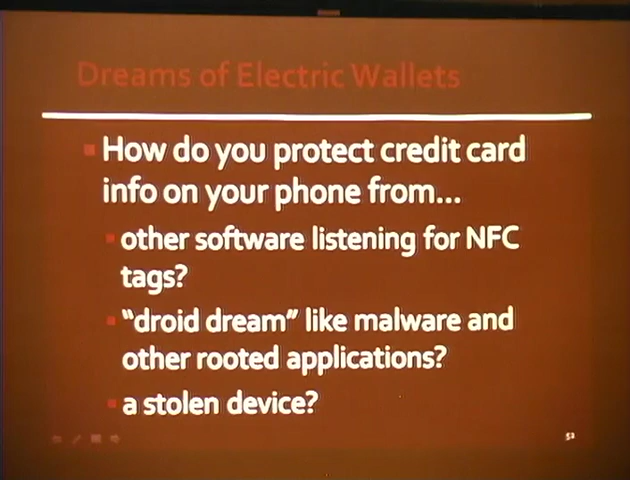 Dreams of Electric Wallets
How do you protect credit card
info on your phone from...
other software listening for NFC
tags?
“droid dream” like malware and
other rooted applications?
a stolen device?